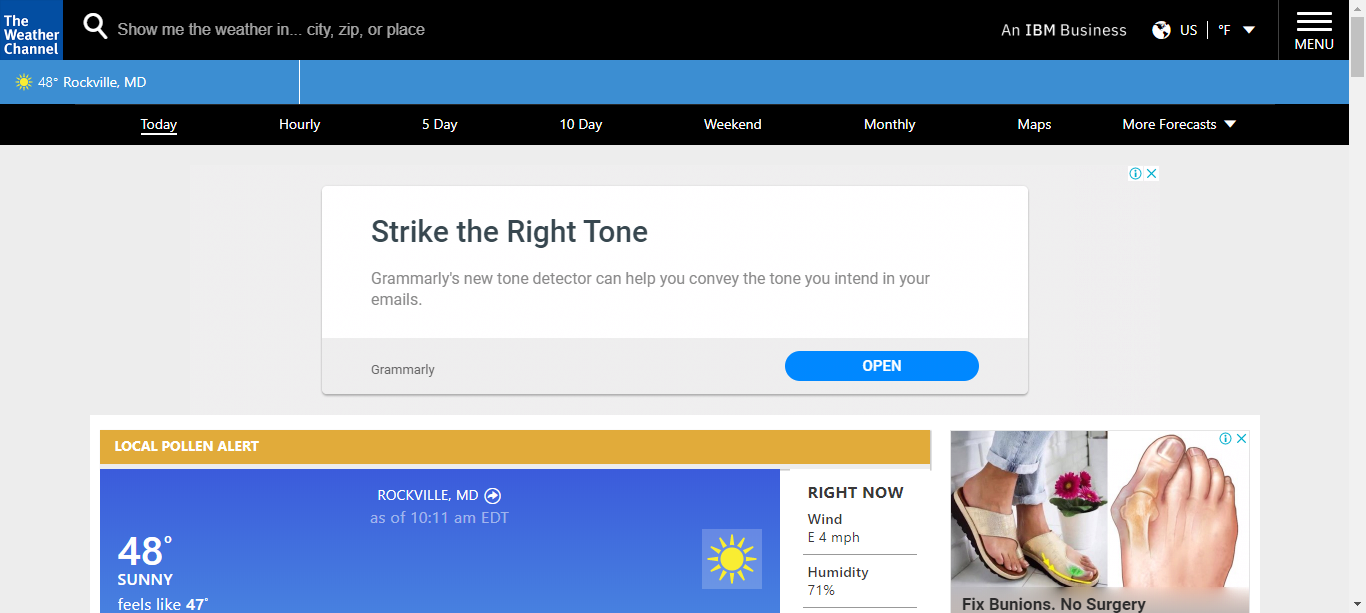 The
Weather
Channel
Show me the weather in... city, zip, or place
An IBM Business
US
°F
MENU
48° Rockville, MD
Today
Hourly
5 Day
10 Day
Weekend
Monthly
Maps
More Forecasts
Strike the Right Tone
Grammarly's new tone detector can help you convey the tone you intend in your
emails.
Grammarly
OPEN
LOCAL POLLEN ALERT
ROCKVILLE, MD
as of 10:11 am EDT
48°
SUNNY
feels like 47°
RIGHT NOW
Wind
E 4 mph
Humidity
71%
Fix Bunions. No Surgery